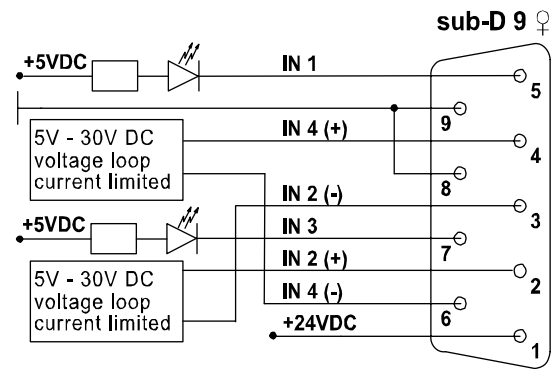 sub-D 9 ♀
+5VDC
IN 1
5
9
5V - 30V DC
voltage loop
current limited
IN 4 (+)
4
8
IN 2 (-)
3
+5VDC
IN 3
7
5V - 30V DC
voltage loop
current limited
IN 2 (+)
2
IN 4 (-)
6
+24VDC
1